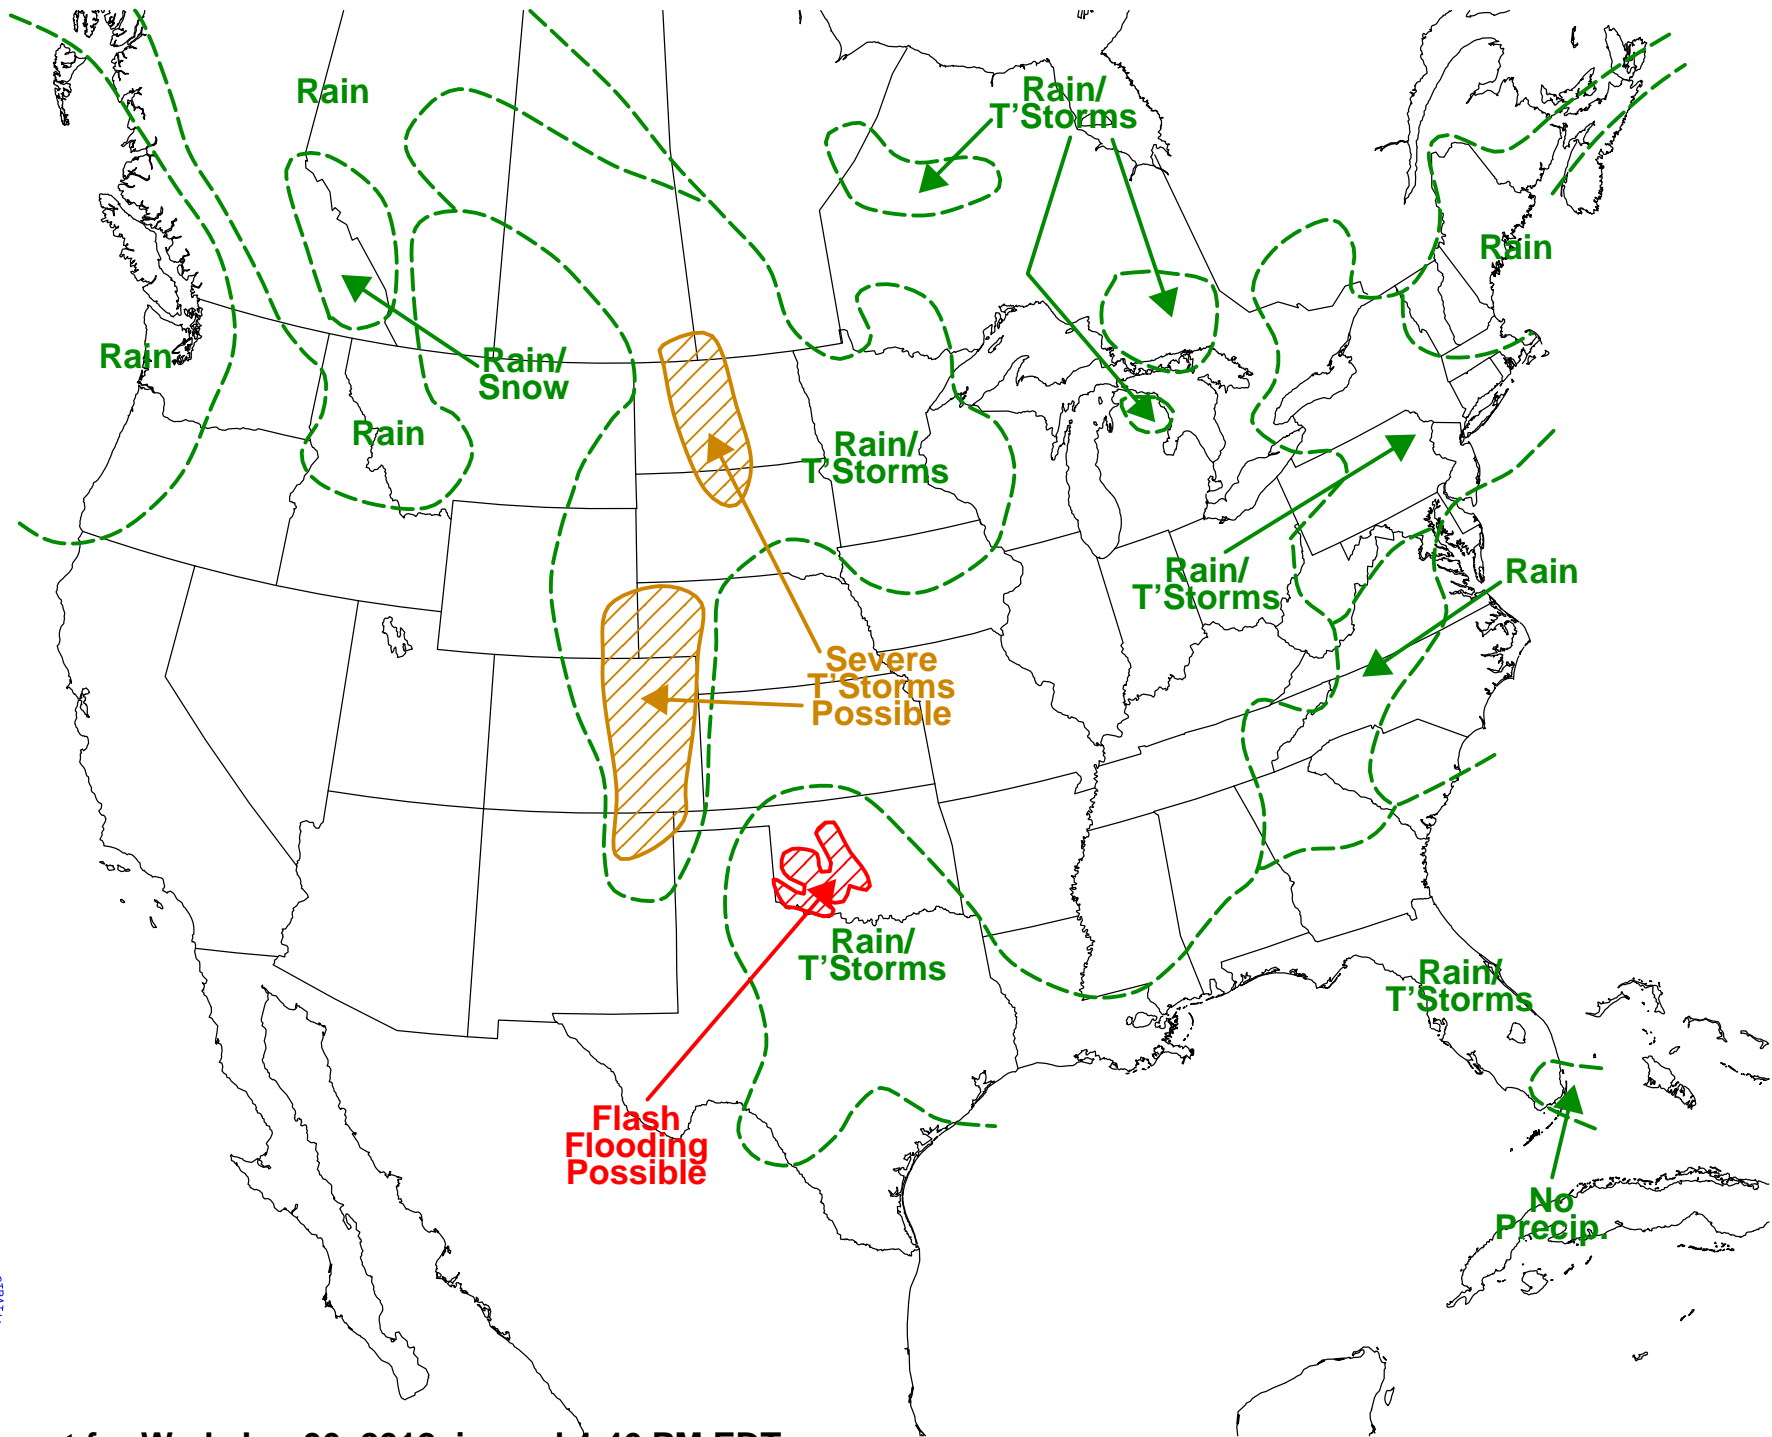 Rain
Rain/
T'Storms
Rain
Rain
Rain/
Snow
Rain
Rain/
T'Storms
Rain/
T'Storms
Rain
Severe
T'Storms
Possible
Rain/
T'Storms
Rain/
T'Storms
Flash
Flooding
Possible
No
Precip.